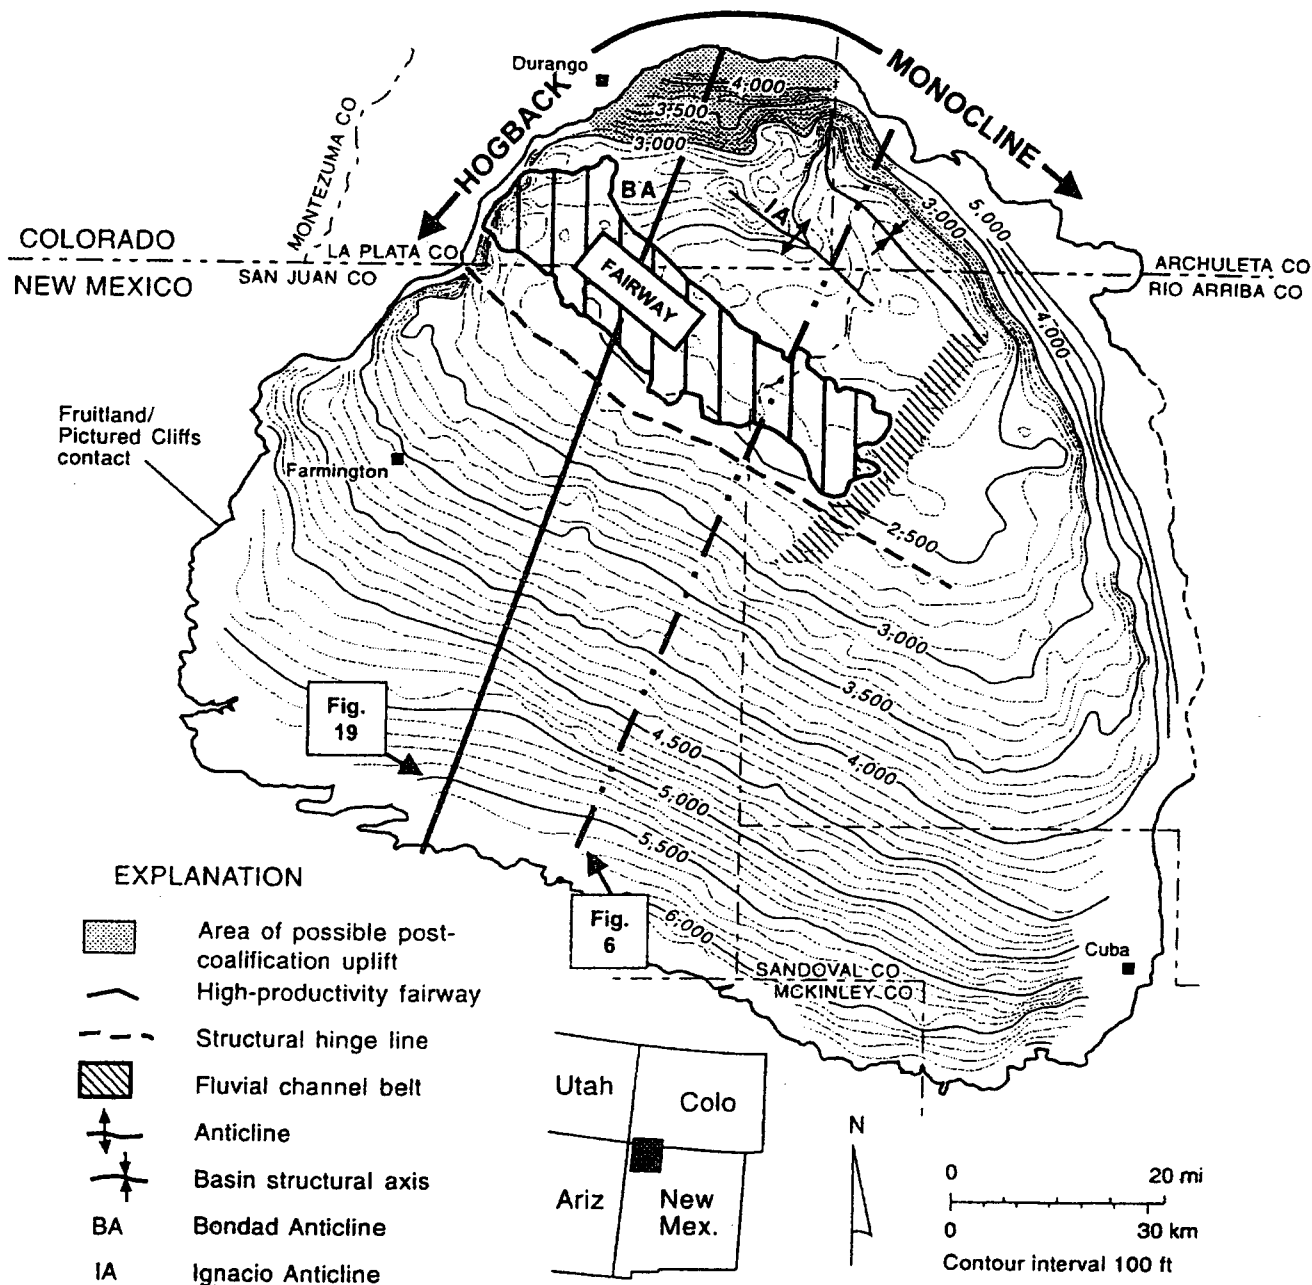 Durango
HOGBACK
MONOCLINE
4,000
3,500
3,000
MONTEZUMA CO
BA
IA
3,000
5,000
4,000
COLORADO
LA PLATA CO
ARCHULETA CO
NEW MEXICO
SAN JUAN CO
RIO ARRIBA CO
FAIRWAY
Fruitland/
Pictured Cliffs
contact
Farmington
2,500
3,000
3,500
4,000
4,500
5,000
5,500
6,000
Fig.
19
Fig.
6
Cuba
SANDOVAL CO
MCKINLEY CO
EXPLANATION
Area of possible post-
coalification uplift
High-productivity fairway
Structural hinge line
Fluvial channel belt
Anticline
Basin structural axis
BA Bondad Anticline
IA Ignacio Anticline
Utah
Colo
Ariz
New
Mex.
N
0 20 mi
0 30 km
Contour interval 100 ft